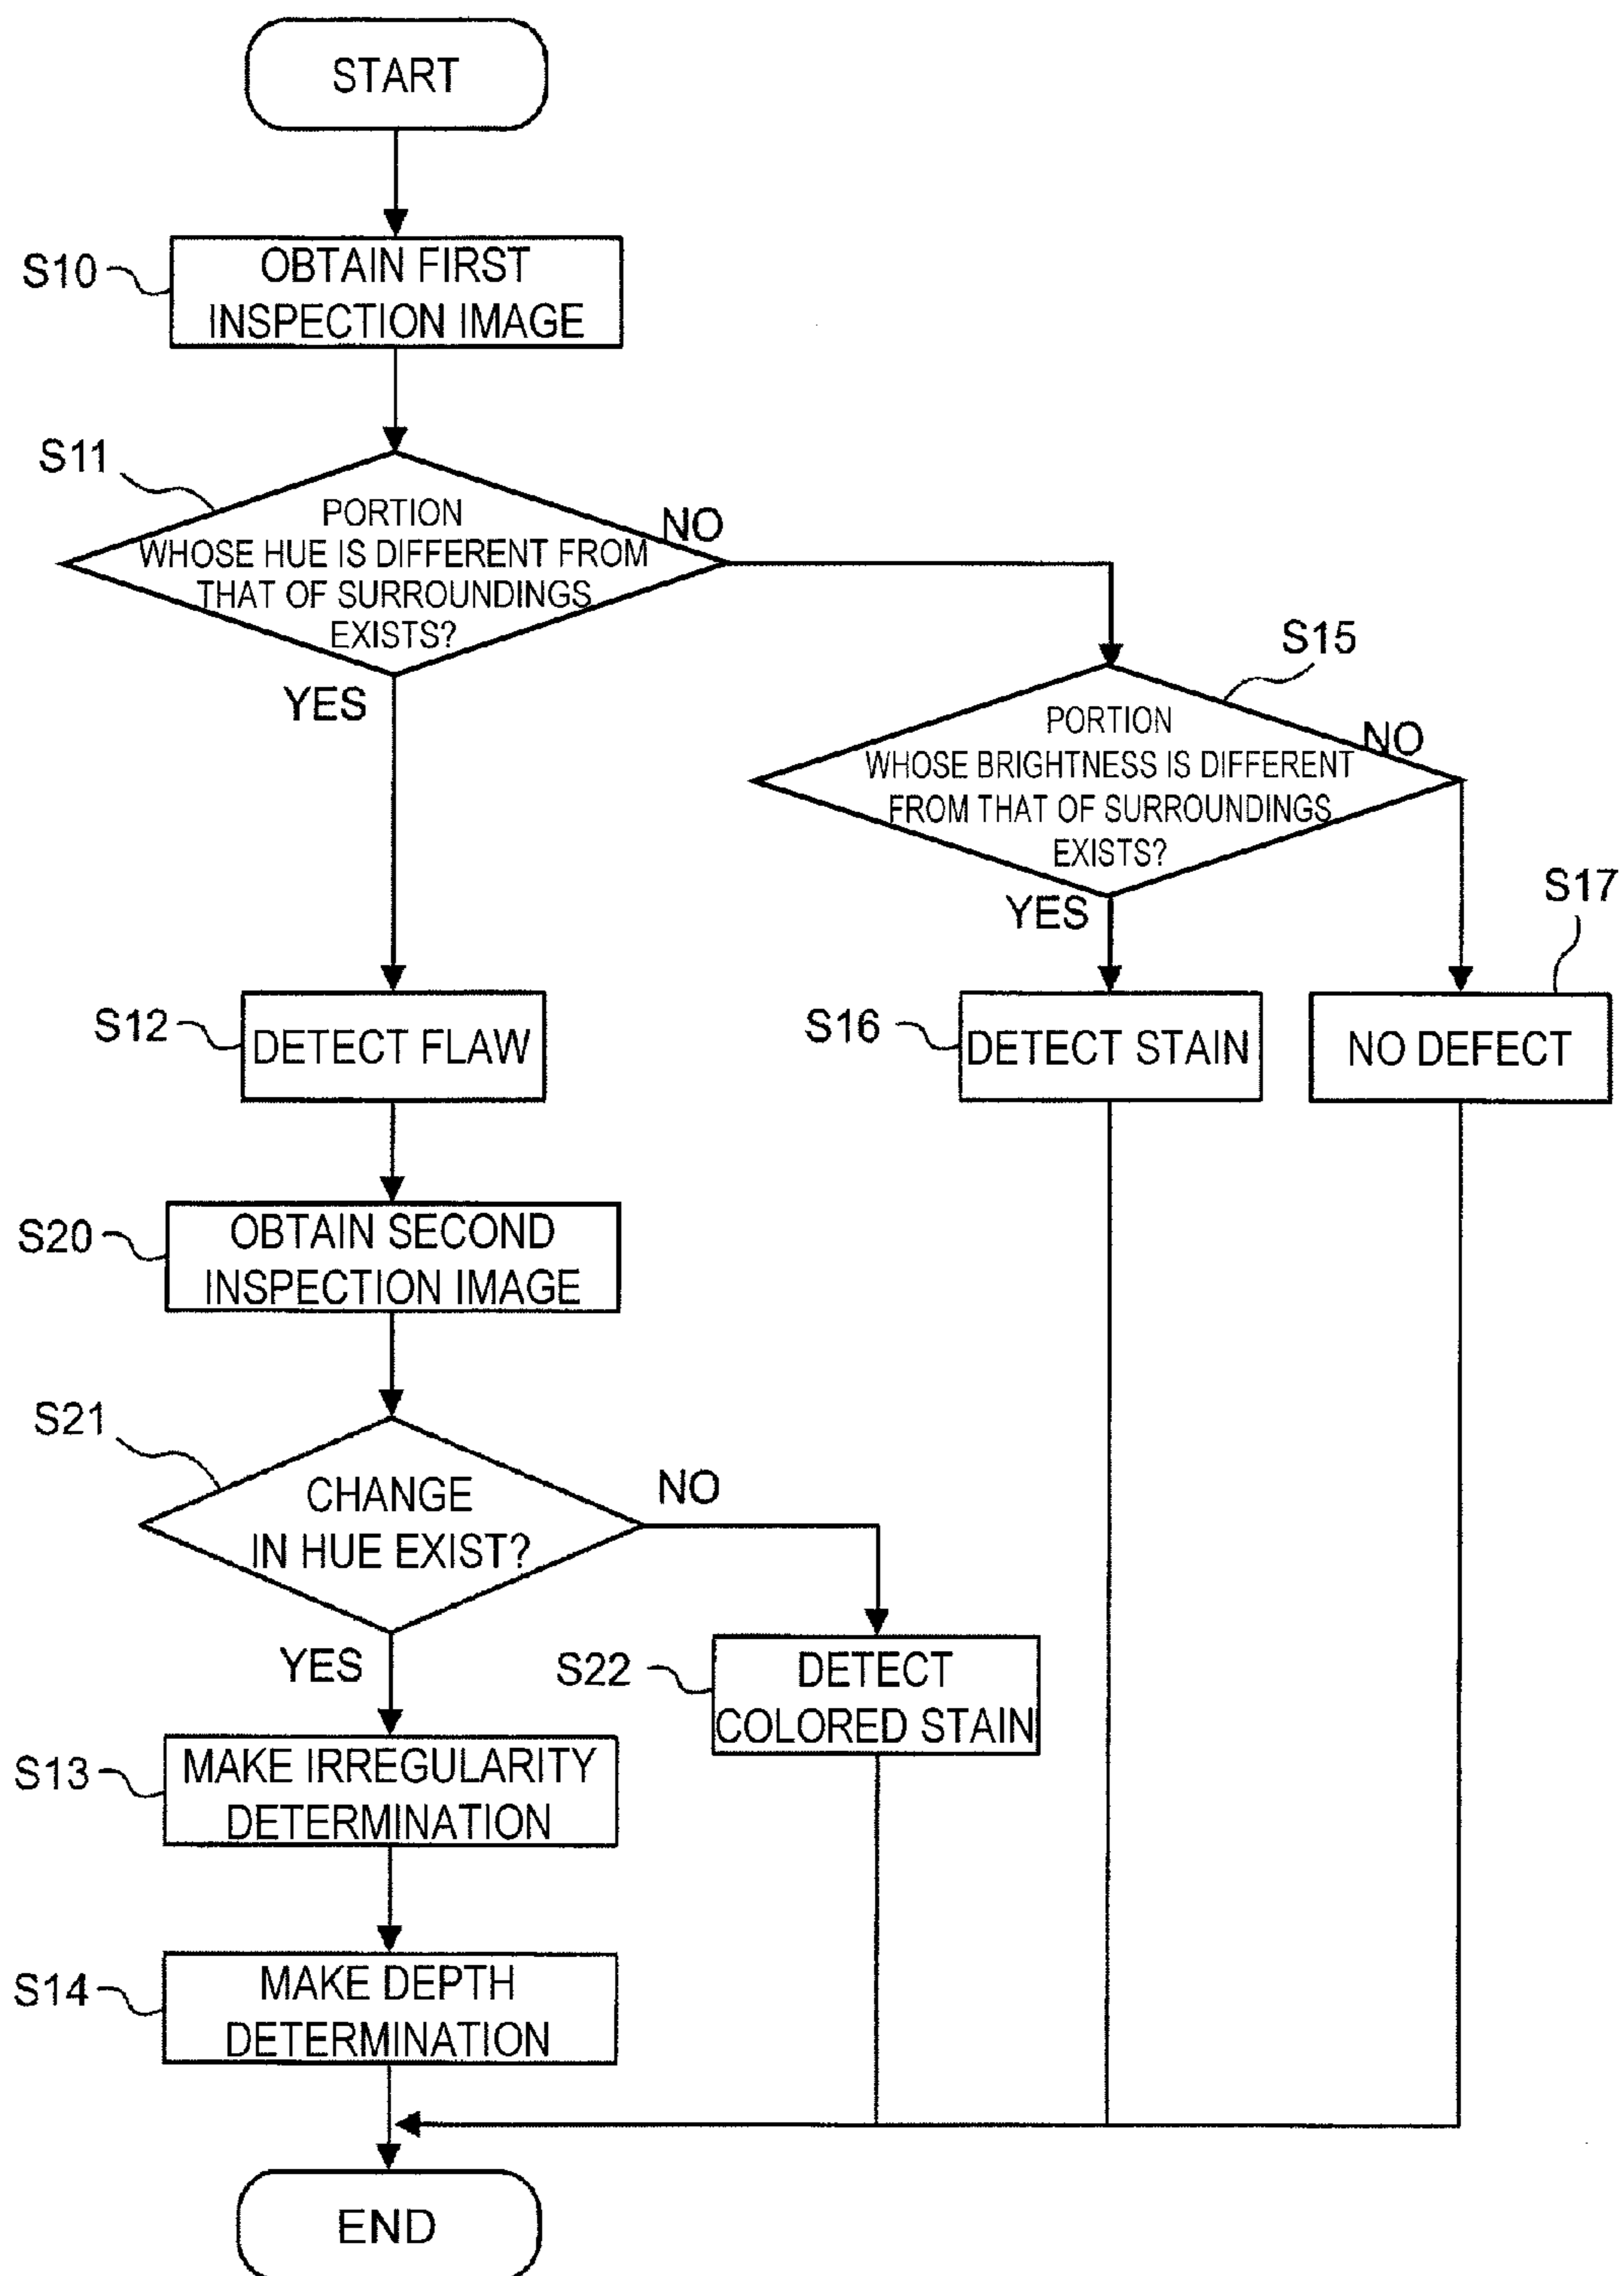 START
S10
OBTAIN FIRST
INSPECTION IMAGE
S11
PORTION
WHOSE HUE IS DIFFERENT FROM
THAT OF SURROUNDINGS
EXISTS?
NO
YES
S15
PORTION
WHOSE BRIGHTNESS IS DIFFERENT
FROM THAT OF SURROUNDINGS
EXISTS?
NO
YES
S12
DETECT FLAW
S16
DETECT STAIN
S17
NO DEFECT
S20
OBTAIN SECOND
INSPECTION IMAGE
S21
CHANGE
IN HUE EXIST?
NO
YES
S22
DETECT
COLORED STAIN
S13
MAKE IRREGULARITY
DETERMINATION
S14
MAKE DEPTH
DETERMINATION
END